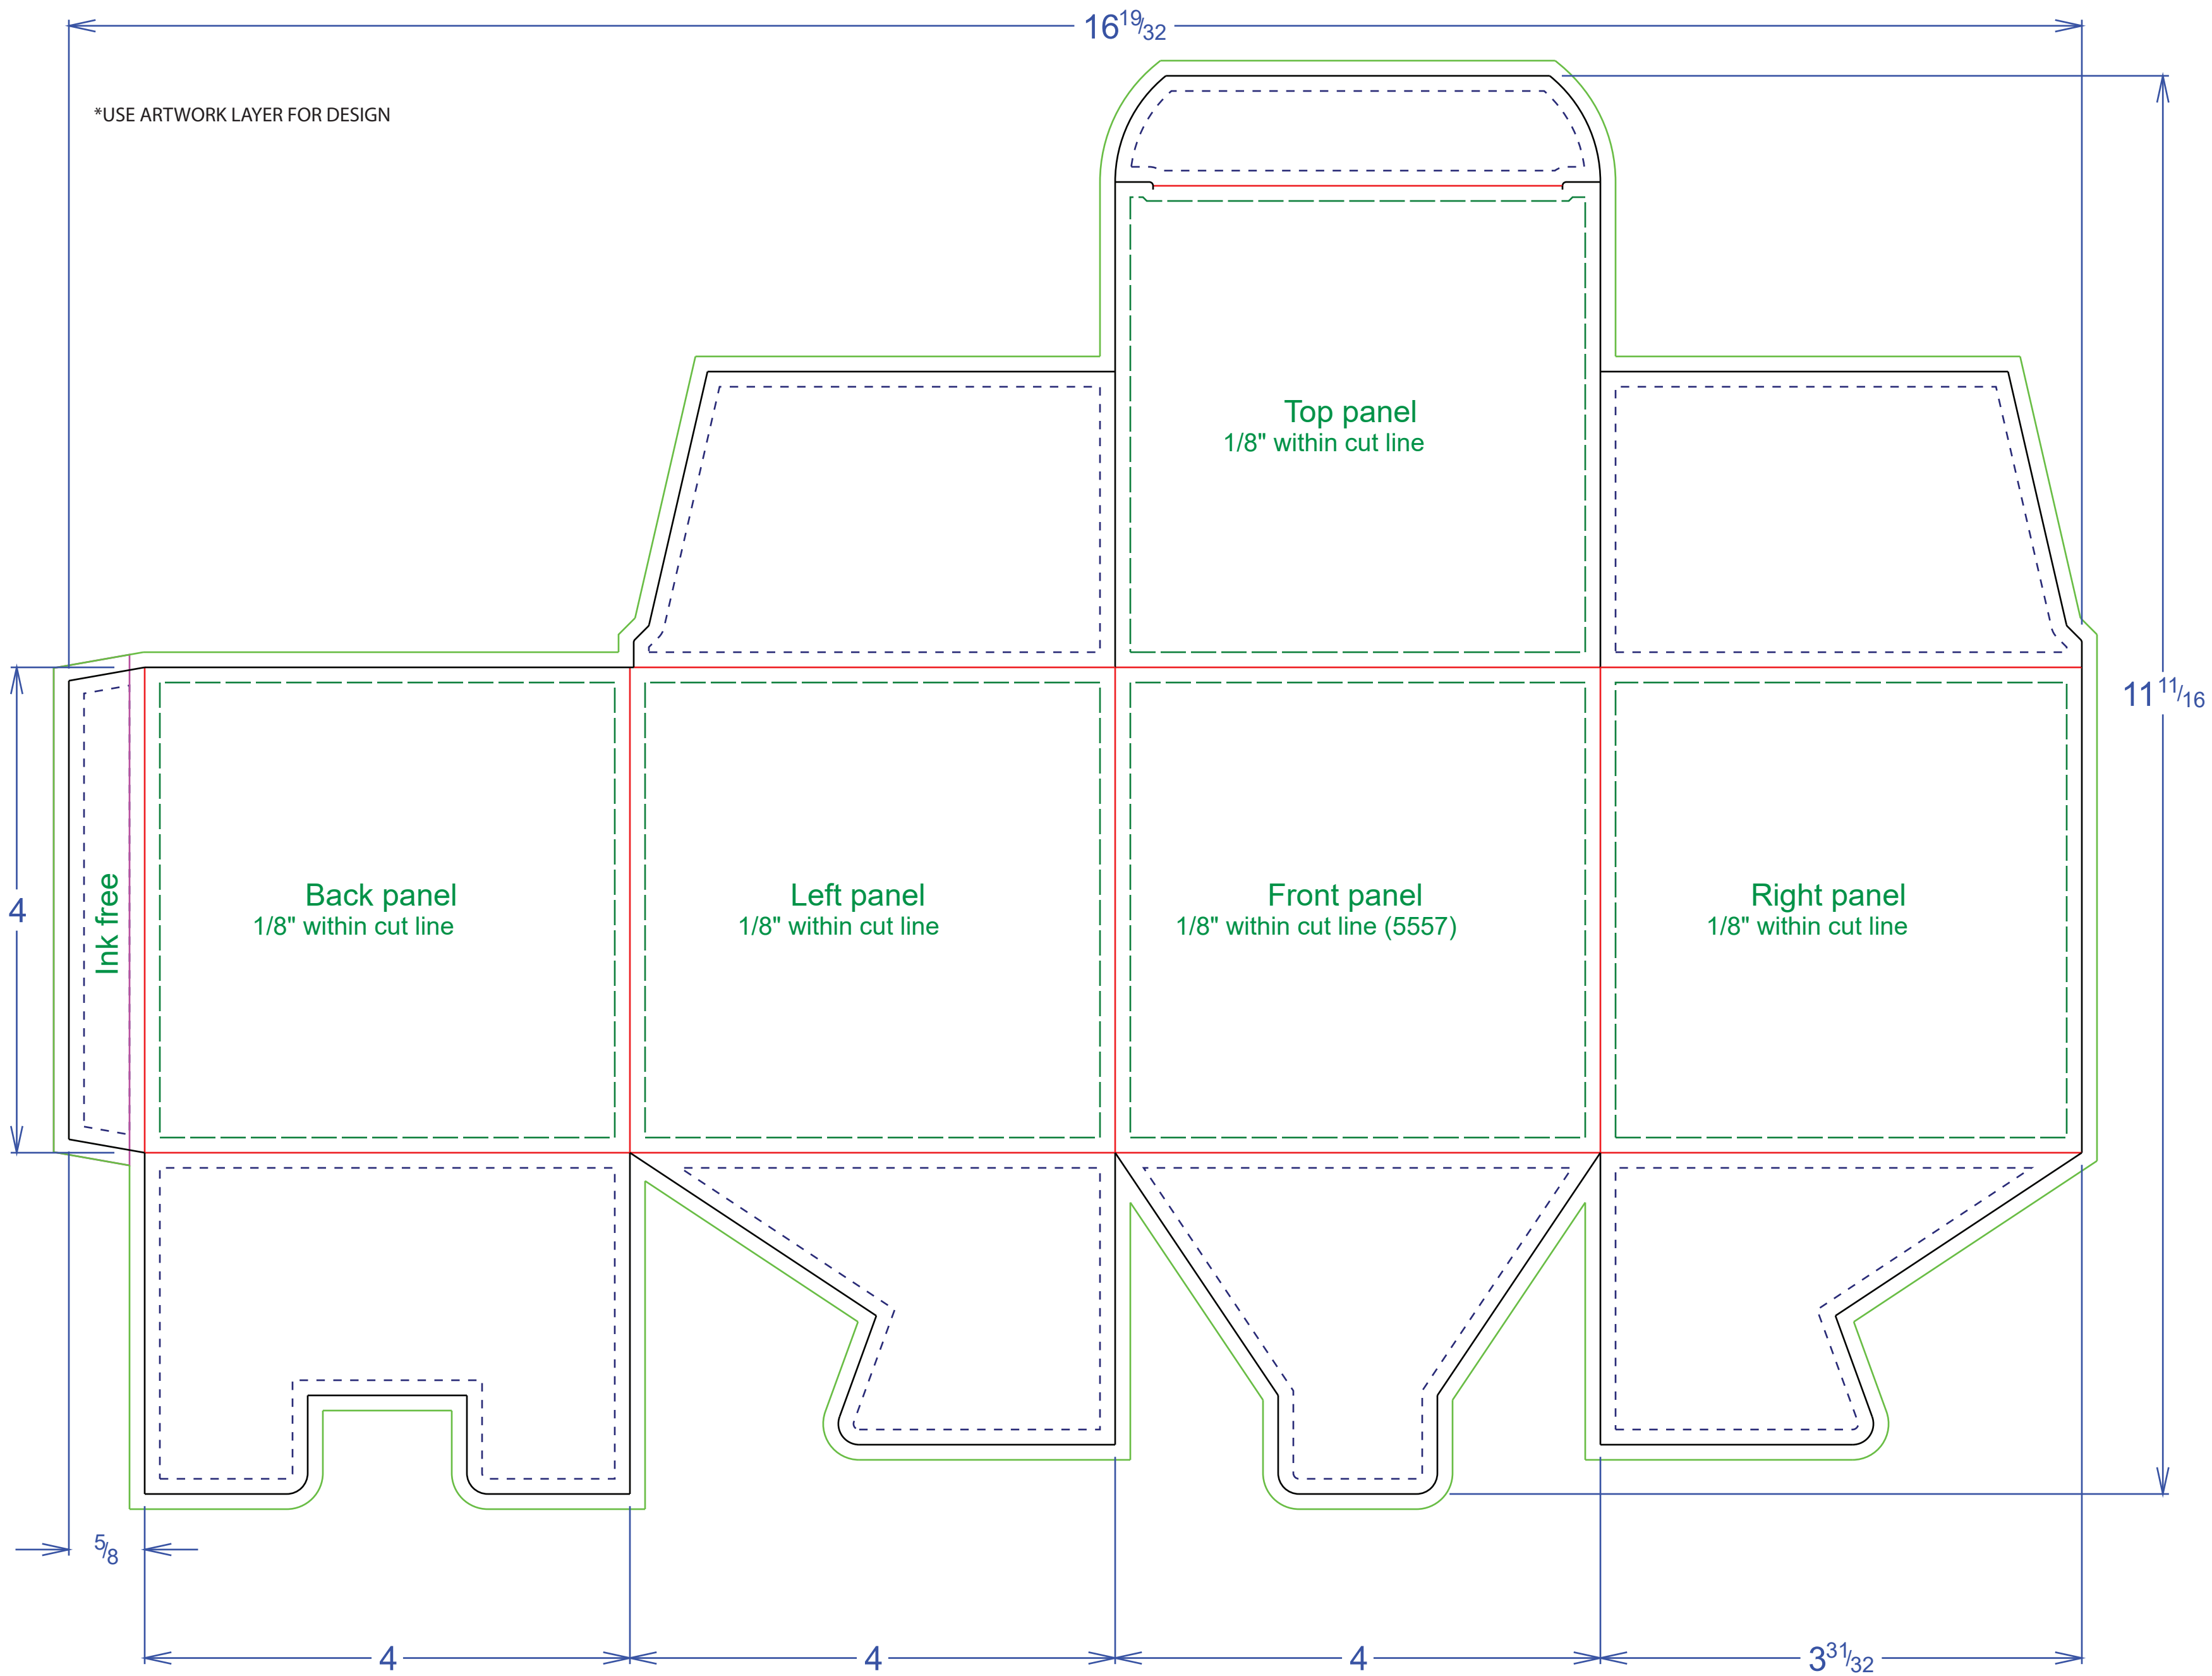 16 19/32
*USE ARTWORK LAYER FOR DESIGN
Top panel
1/8" within cut line
11 11/16
4
Ink free
Back panel
1/8" within cut line
Left panel
1/8" within cut line
Front panel
1/8" within cut line (5557)
Right panel
1/8" within cut line
5/8
4
4
4
3 31/32